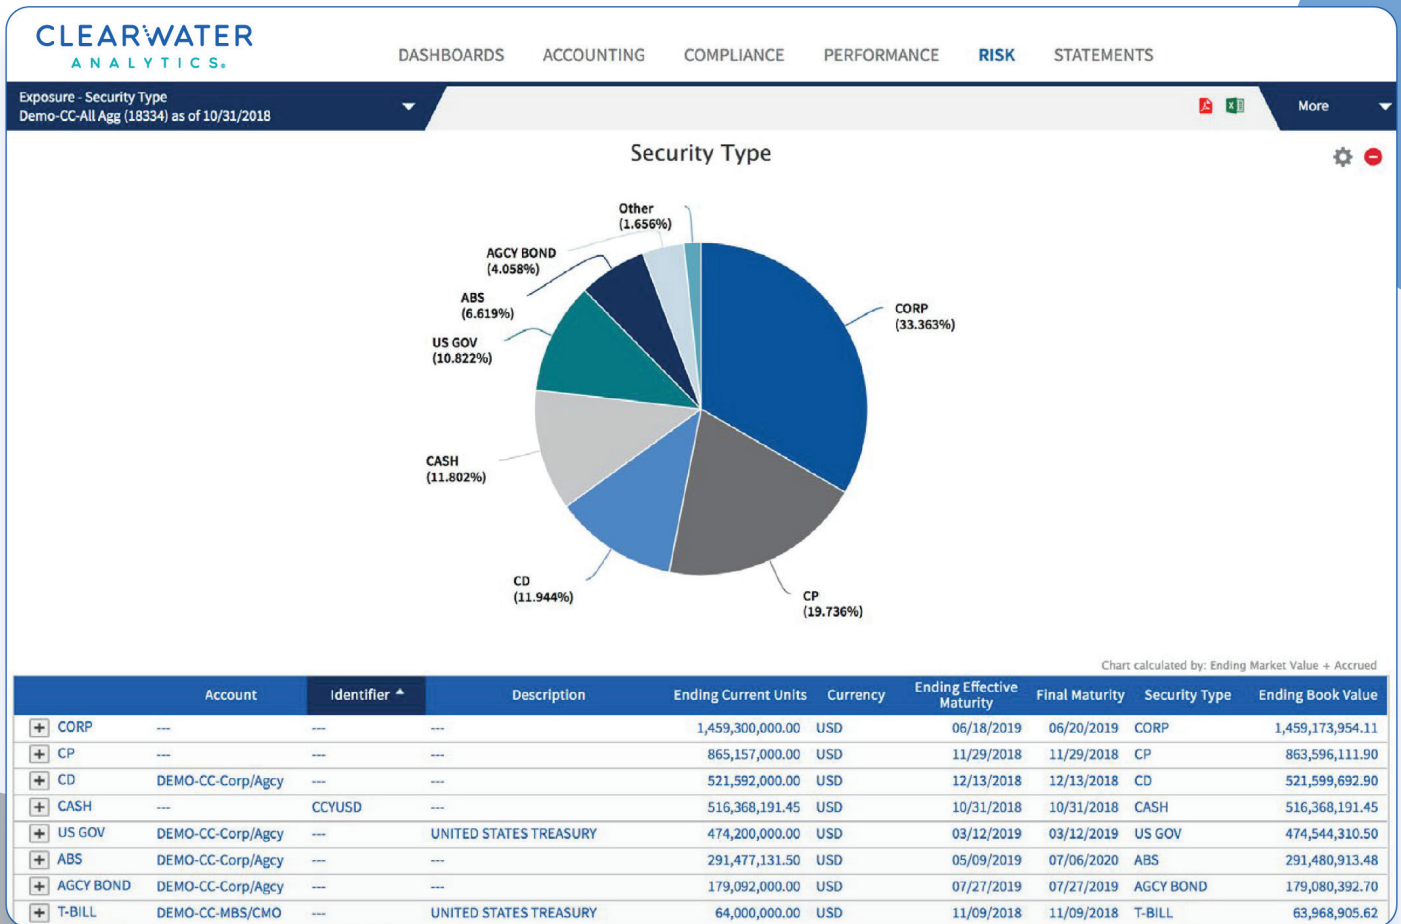 CLEARWATER
ANALYTICS.
DASHBOARDS ACCOUNTING COMPLIANCE PERFORMANCE RISK STATEMENTS
Exposure - Security Type
Demo-CC-All Agg (18334) as of 10/31/2018
More
Security Type
Other
(1.656%)
AGCY BOND
(4.058%)
ABS
(6.619%)
US GOV
(10.822%)
CORP
(33.363%)
CASH
(11.802%)
CD
(11.944%)
CP
(19.736%)
Chart calculated by: Ending Market Value + Accrued
Account Identifier Description Ending Current Units Currency Ending Effective Maturity Final Maturity Security Type Ending Book Value
+ CORP --- --- --- 1,459,300,000.00 USD 06/18/2019 06/20/2019 CORP 1,459,173,954.11
+ CP --- --- --- 865,157,000.00 USD 11/29/2018 11/29/2018 CP 863,596,111.90
+ CD DEMO-CC-Corp/Agcy --- --- 521,592,000.00 USD 12/13/2018 12/13/2018 CD 521,599,692.90
+ CASH --- CCYUSD --- 516,368,191.45 USD 10/31/2018 10/31/2018 CASH 516,368,191.45
+ US GOV DEMO-CC-Corp/Agcy --- UNITED STATES TREASURY 474,200,000.00 USD 03/12/2019 03/12/2019 US GOV 474,544,310.50
+ ABS DEMO-CC-Corp/Agcy --- --- 291,477,131.50 USD 05/09/2019 07/06/2020 ABS 291,480,913.48
+ AGCY BOND DEMO-CC-Corp/Agcy --- --- 179,092,000.00 USD 07/27/2019 07/27/2019 AGCY BOND 179,080,392.70
+ T-BILL DEMO-CC-MBS/CMO --- UNITED STATES TREASURY 64,000,000.00 USD 11/09/2018 11/09/2018 T-BILL 63,968,905.62